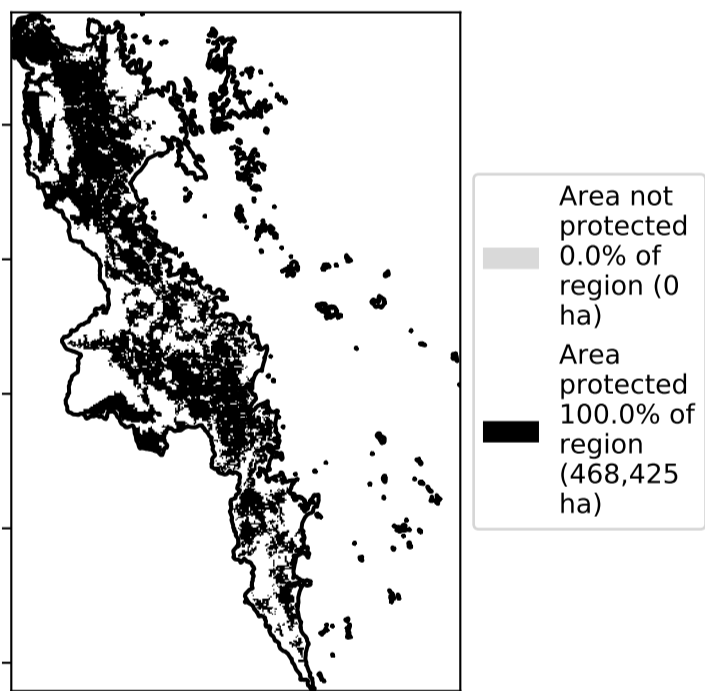 Area not
protected
0.0% of
region (0
ha)
Area
protected
100.0% of
region
(468,425
ha)